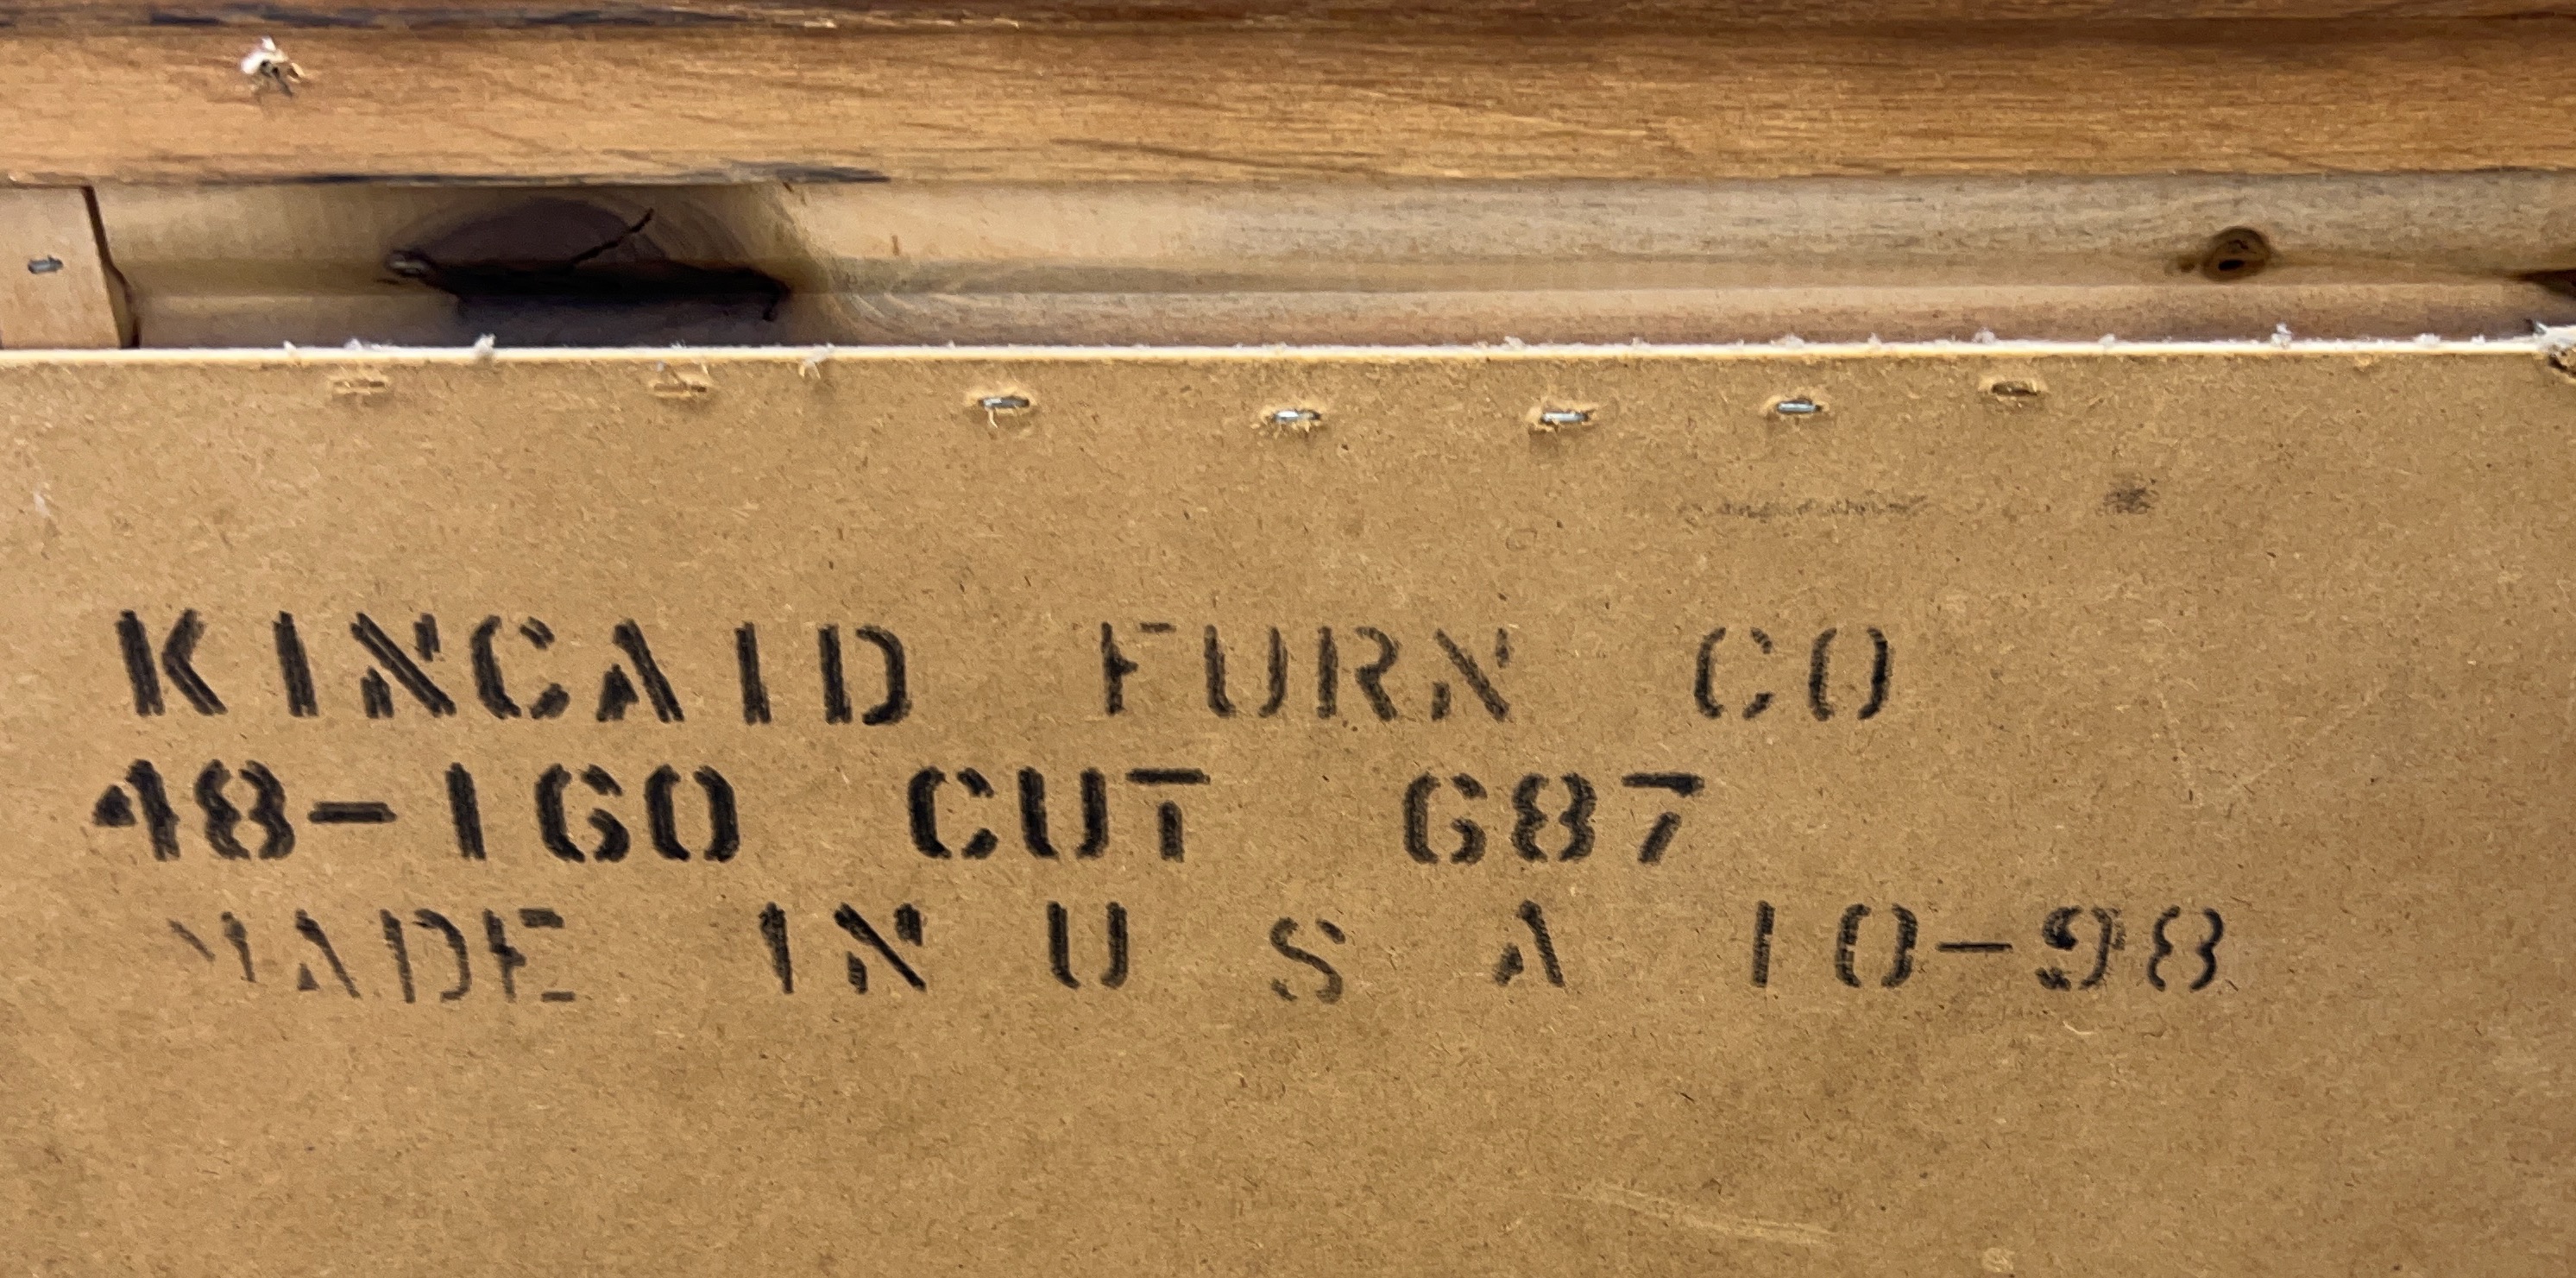 KINCAID FURN CO
48-160 CUT 687
MADE IN U S A 10-98